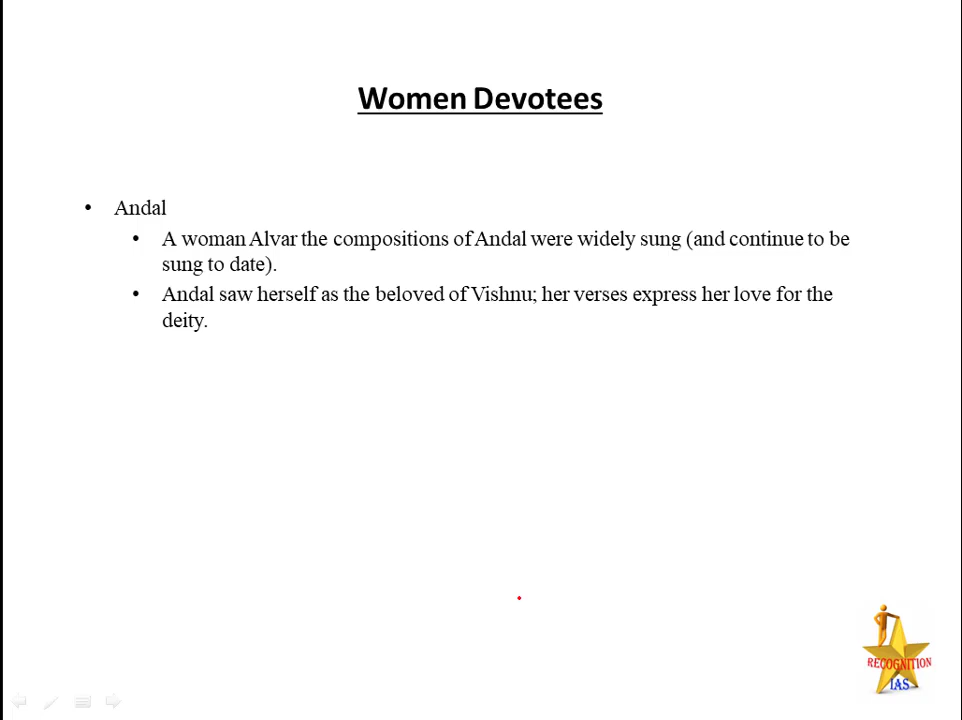 Women Devotees
• Andal
• A woman Alvar the compositions of Andal were widely sung (and continue to be
sung to date).
• Andal saw herself as the beloved of Vishnu; her verses express her love for the
deity.
RECOGNITION
IAS